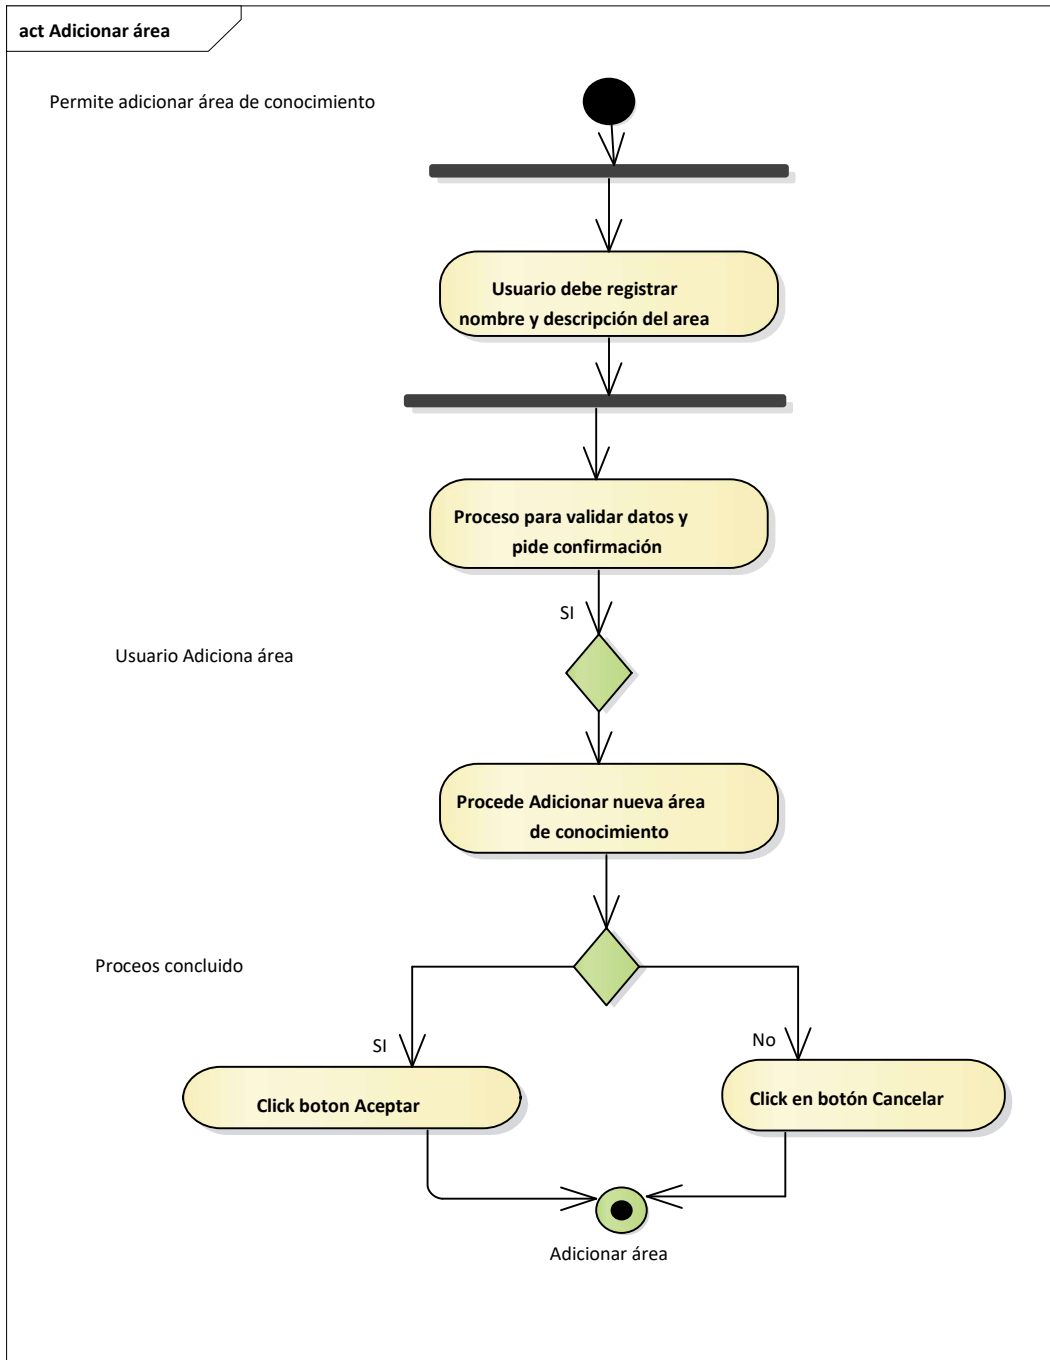 act Adicionar área
Permite adicionar área de conocimiento
Usuario debe registrar
nombre y descripción del area
Proceso para validar datos y
pide confirmación
SI
Usuario Adiciona área
Procede Adicionar nueva área
de conocimiento
Proceos concluido
SI
No
Click boton Aceptar
Click en botón Cancelar
Adicionar área